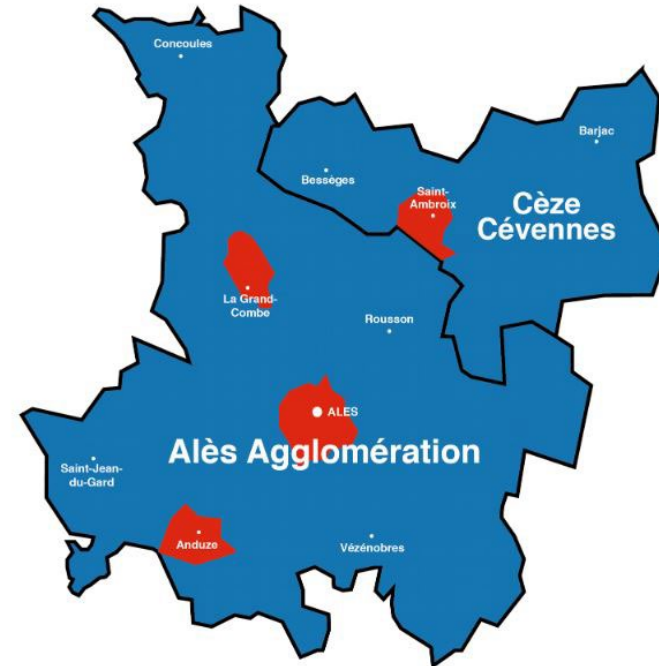 Concoules
Barjac
Bessèges
Saint-
Ambroix
Cèze
Cévennes
La Grand-
Combe
Rousson
ALES
Alès Agglomération
Saint-Jean-
du-Gard
Anduze
Vézénobres